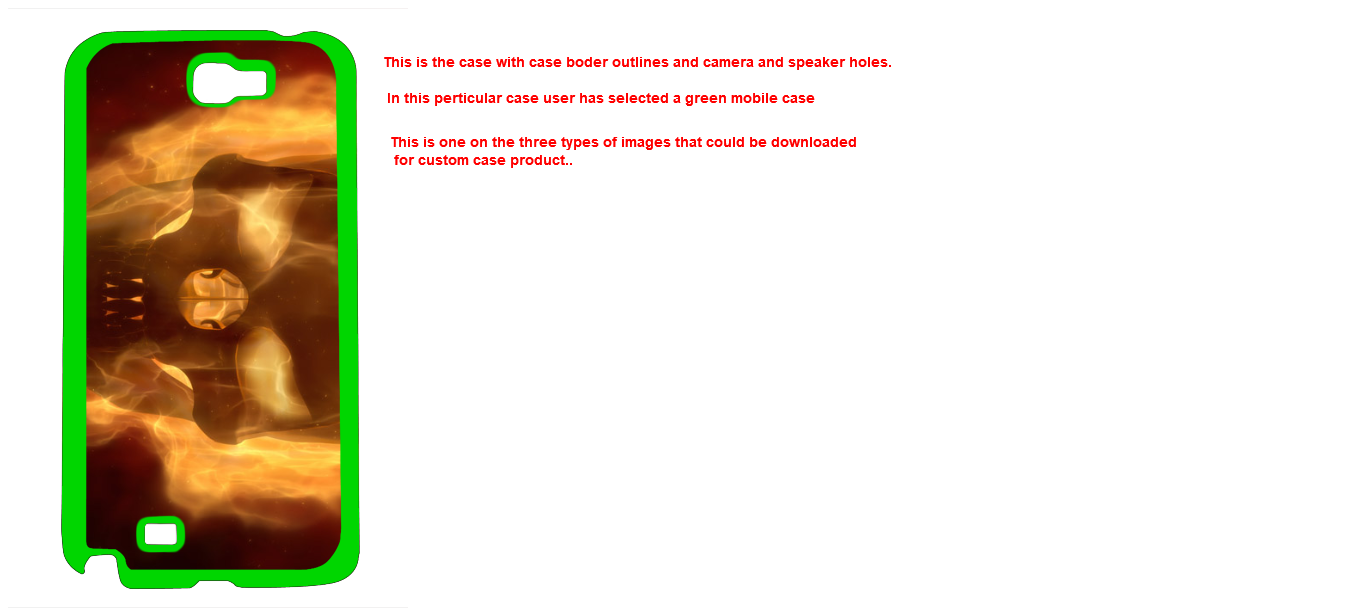 This is the case with case boder outlines and camera and speaker holes.
In this perticular case user has selected a green mobile case
This is one on the three types of images that could be downloaded
for custom case product..